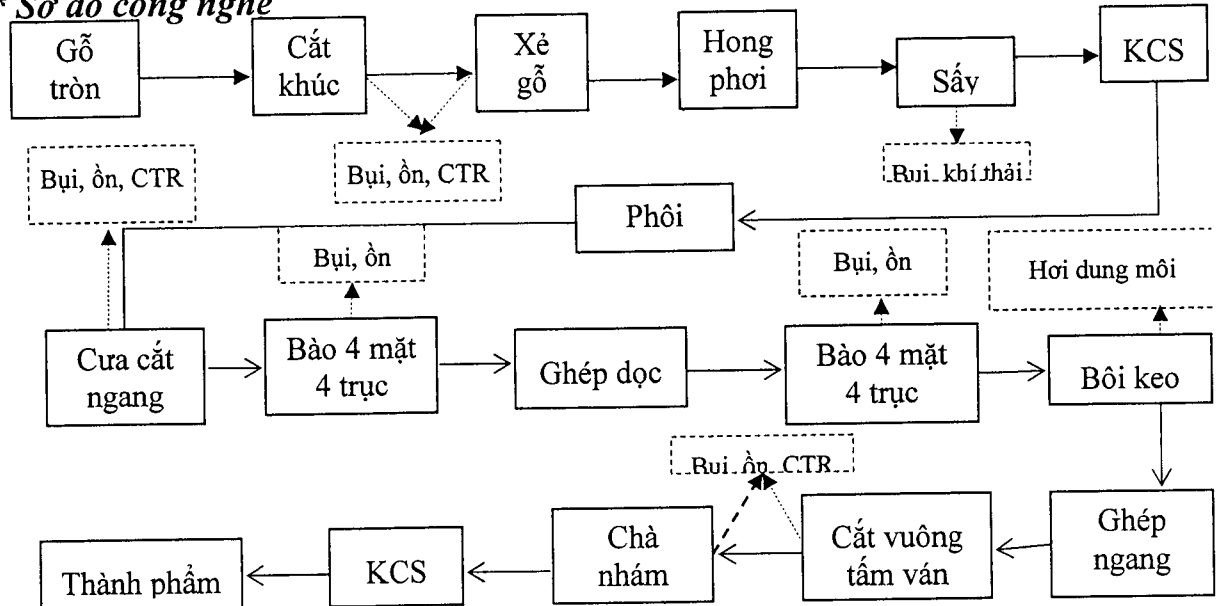 * Sơ đồ công nghệ
Gỗ
tròn
Cắt
khúc
Xẻ
gỗ
Hong
phơi
Sấy
KCS
Bụi, ồn, CTR
Bụi, ồn, CTR
Bụi khí thải
Phôi
Bụi, ồn
Bụi, ồn
Hơi dung môi
Cưa cắt
ngang
Bào 4 mặt
4 trục
Ghép dọc
Bào 4 mặt
4 trục
Bôi keo
Bụi, ồn, CTR
Thành phẩm
KCS
Chà
nhám
Cắt vuông
tấm ván
Ghép
ngang